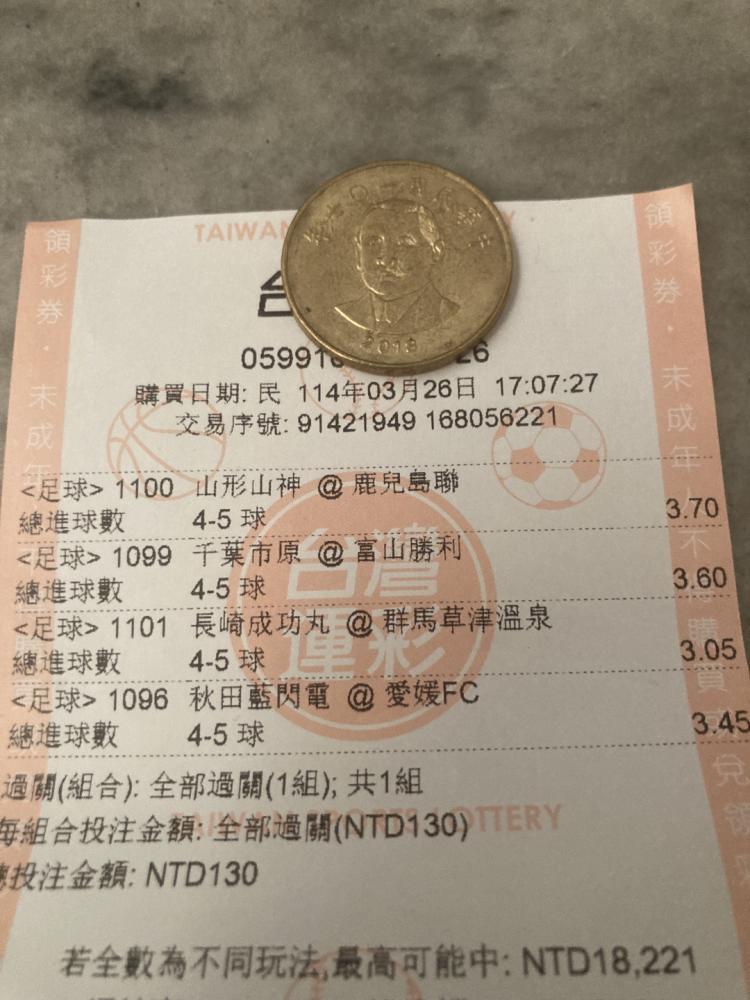 TAIWAN
台
2013
059910 26
購買日期: 民 114年03月26日 17:07:27
交易序號: 91421949 168056221
<足球> 1100 山形山神 @ 鹿兒島聯
總進球數 4-5 球 3.70
<足球> 1099 千葉市原 @ 富山勝利
總進球數 4-5 球 3.60
<足球> 1101 長崎成功丸 @ 群馬草津溫泉
總進球數 4-5 球 3.05
<足球> 1096 秋田藍閃電 @ 愛媛FC
總進球數 4-5 球 3.45
台灣運彩
過關(組合): 全部過關(1組); 共1組
每組合投注金額: 全部過關(NTD130)
TAIWAN SPORTS LOTTERY
總投注金額: NTD130
若全數為不同玩法,最高可能中: NTD18,221
領彩券·未成年
領彩券·未成年